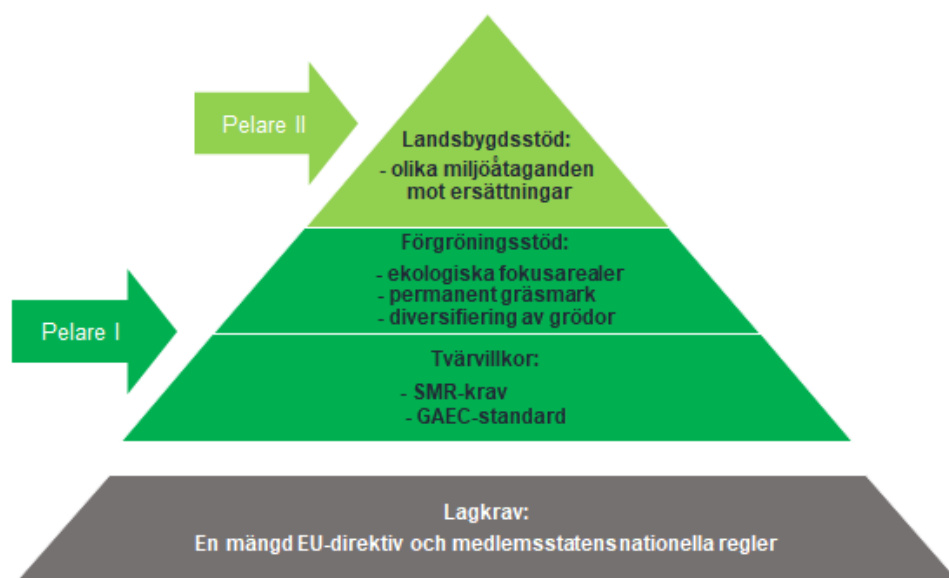 Pelare II
Landsbygdsstöd:
- olika miljöåtaganden
mot ersättningar
Förgröningsstöd:
- ekologiska fokusarealer
- permanent gräsmark
- diversifiering av grödor
Pelare I
Tvärvillkor:
- SMR-krav
- GAEC-standard
Lagkrav:
En mängd EU-direktiv och medlemsstatens nationella regler